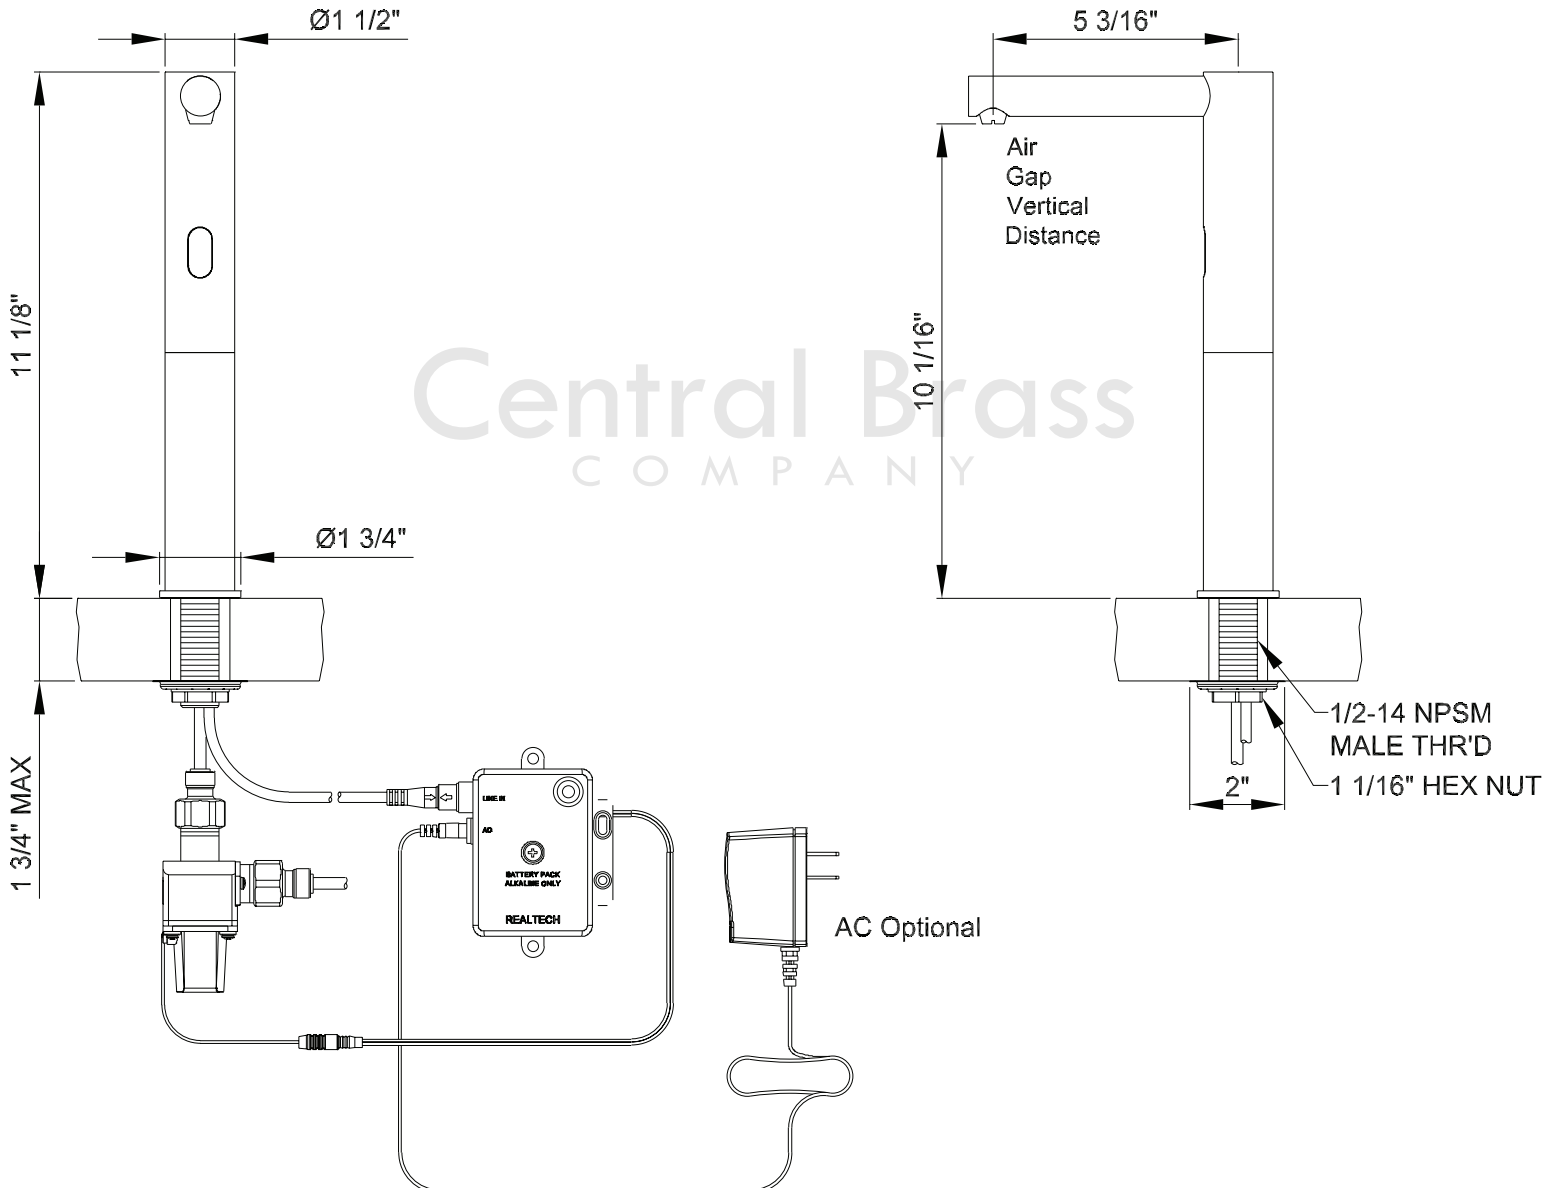 Ø1 1/2"
5 3/16"
Air
Gap
Vertical
Distance
11 1/8"
10 1/16"
Central Brass
COMPANY
Ø1 3/4"
1/2-14 NPSM
MALE THR'D
1 1/16" HEX NUT
2"
1 3/4" MAX
LINE IN
AC
BATTERY PACK
ALKALINE ONLY
REALTECH
AC Optional